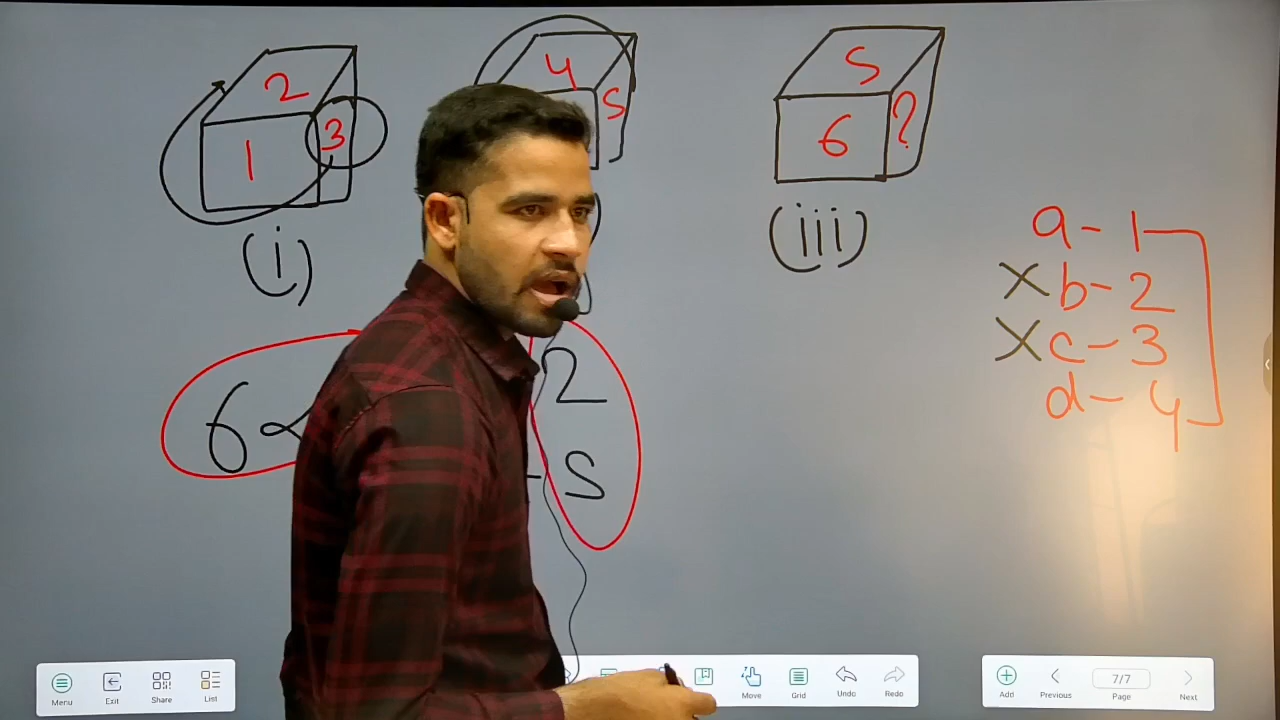 2
1
3
(i)
4
5
5
6
?
(iii)
a - 1
× b - 2
× c - 3
d - 4
6
2
5
Menu
Exit
Share
List
Move
Grid
Undo
Redo
Add
Previous
7/7
Page
Next